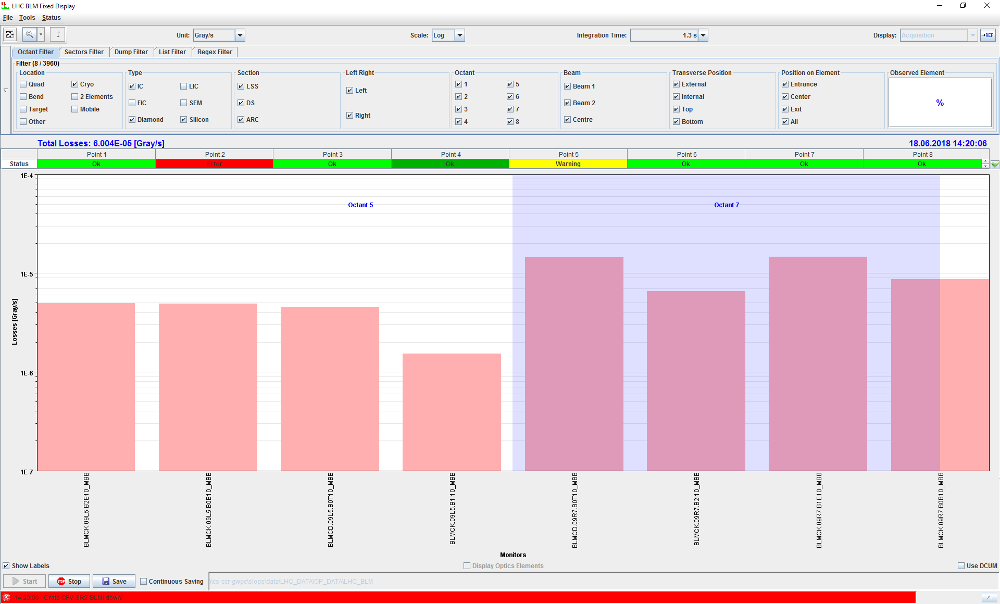 BL
LHC BLM Fixed Display
File Tools Status
Unit: Gray/s Scale: Log Integration Time: 1.3 s Display: Acquisition REF
Octant Filter Sectors Filter Dump Filter List Filter Regex Filter
Filter (8 / 3960)
Location Type Section Left Right Octant Beam Transverse Position Position on Element Observed Element
Quad Cryo IC LIC LSS Left 1 5 Beam 1 External Entrance
Bend 2 Elements FIC SEM DS Right 2 6 Beam 2 Internal Center %
Target Mobile Diamond Silicon ARC 3 7 Centre Top Exit
Other 4 8 Bottom All
Total Losses: 6.004E-05 [Gray/s] 18.06.2018 14:20:06
Point 1 Point 2 Point 3 Point 4 Point 5 Point 6 Point 7 Point 8
Status Ok Error Ok Ok Warning Ok Ok Ok
1E-4
Octant 5 Octant 7
1E-5
Losses [Gray/s]
1E-6
1E-7
BLMCK.09L5.B2E10_MBB
BLMCK.09L5.B0B10_MBB
BLMCD.09L5.B0T10_MBB
BLMCK.09L5.B1I10_MBB
BLMCD.09R7.B0T10_MBB
BLMCK.09R7.B2I10_MBB
BLMCK.09R7.B1E10_MBB
BLMCK.09R7.B0B10_MBB
Monitors
Show Labels Display Optics Elements Use DCUM
Start STOP Stop Save Continuous Saving \\cs-ccr-gwpc\slops\data\LHC_DATA\OP_DATA\LHC_BLM
14:20:06 - Crate CFV-SR2-BLMI down!